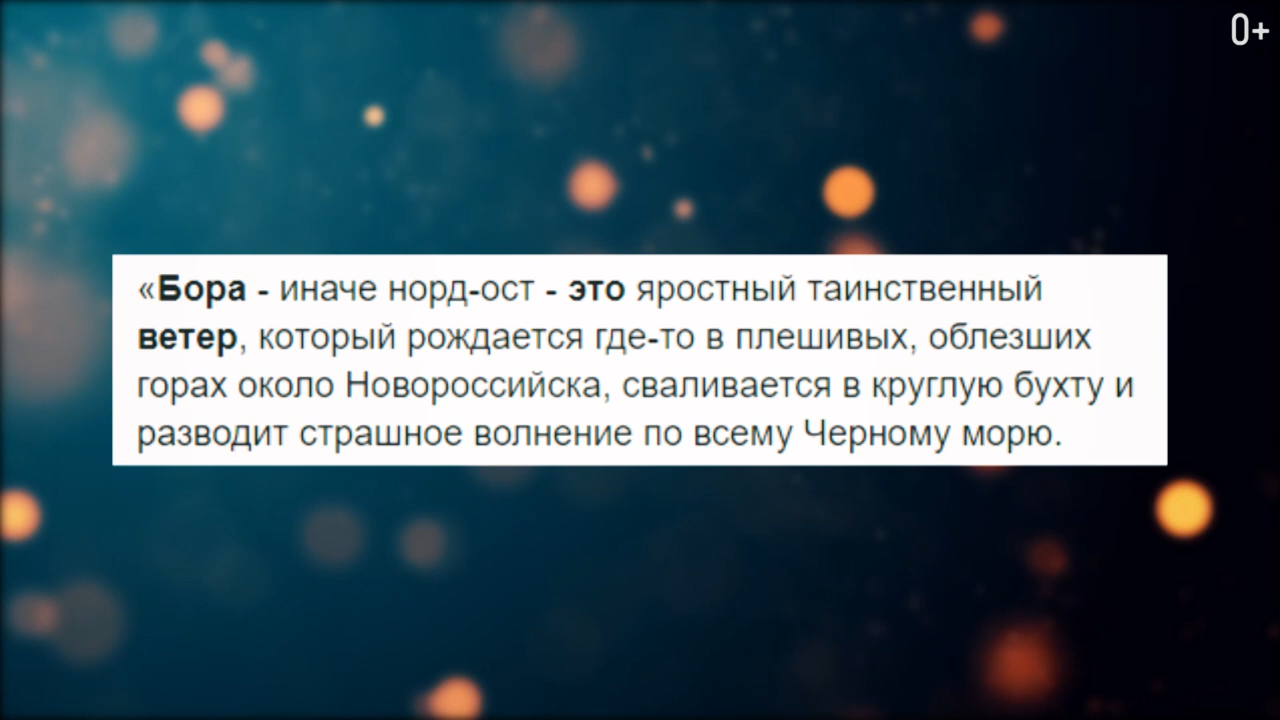 0+
«Бора - иначе норд-ост - это яростный таинственный
ветер, который рождается где-то в плешивых, облезших
горах около Новороссийска, сваливается в круглую бухту и
разводит страшное волнение по всему Черному морю.